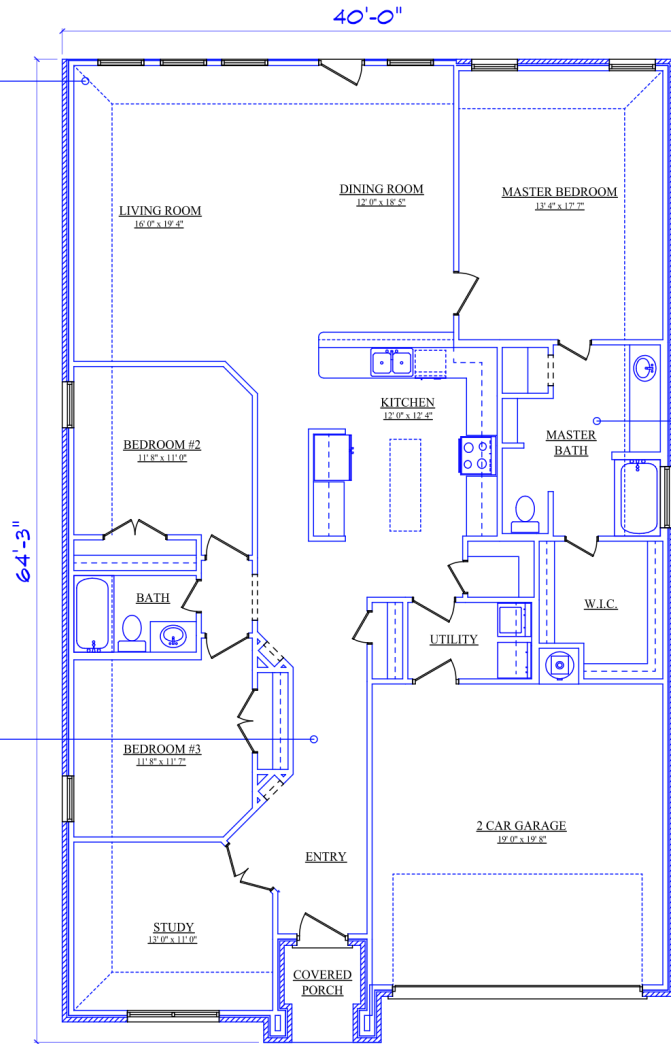 40'-0"
DINING ROOM
12' 0" x 18' 5"
MASTER BEDROOM
13' 4" x 17' 7"
LIVING ROOM
16' 0" x 19' 4"
KITCHEN
12' 0" x 12' 4"
BEDROOM #2
11' 8" x 11' 0"
MASTER
BATH
64'-3"
BATH
W.I.C.
UTILITY
BEDROOM #3
11' 8" x 11' 7"
2 CAR GARAGE
19' 0" x 19' 8"
ENTRY
STUDY
13' 0" x 11' 0"
COVERED
PORCH